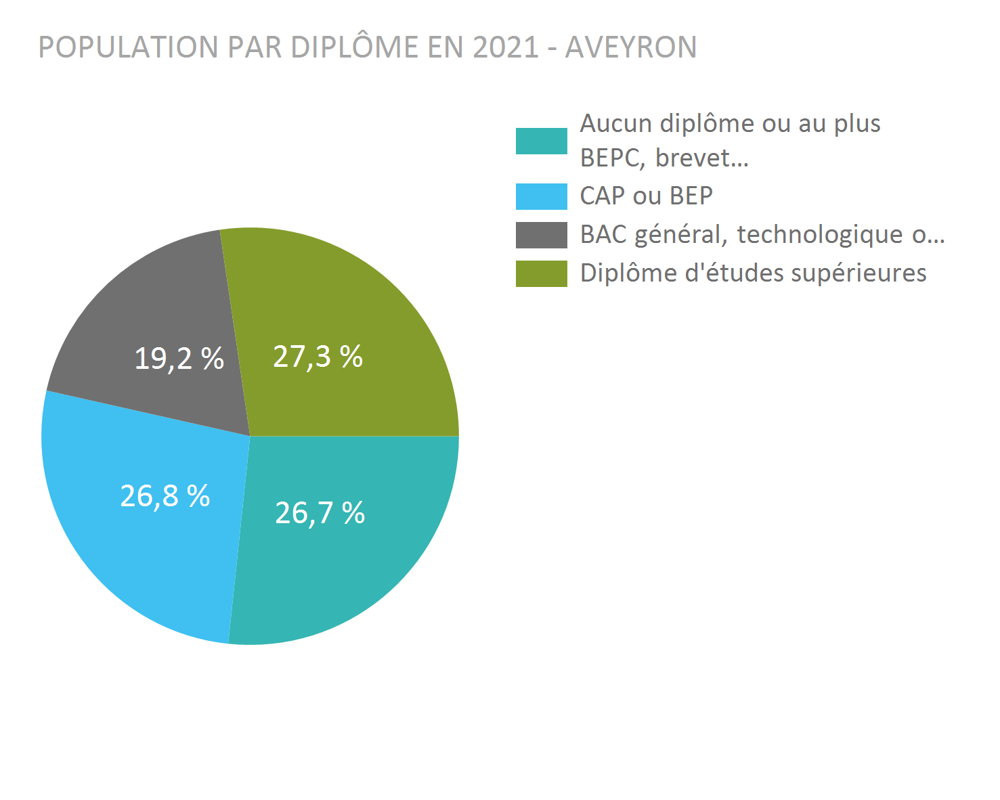 POPULATION PAR DIPLÔME EN 2021 - AVEYRON
Aucun diplôme ou au plus
BEPC, brevet...
CAP ou BEP
BAC général, technologique o...
Diplôme d'études supérieures
19,2 %
27,3 %
26,8 %
26,7 %